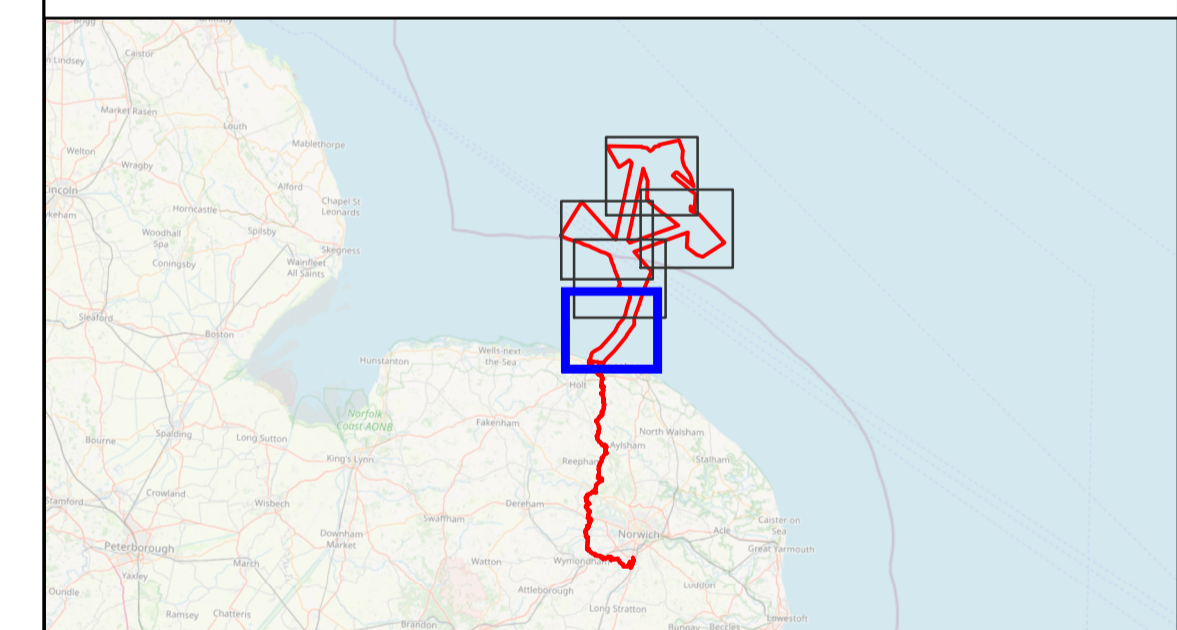 Caistor
Lindsey
Market Rasen
Louth
Mablethorpe
Welton
Wragby
Alford
Lincoln
Horncastle
Chapel St
Leonards
Woodhall
Spa
Spilsby
Skegness
Coningsby
Wainfleet
All Saints
Sleaford
Boston
Hunstanton
Wells-next
-the-Sea
Holt
Norfolk
Coast AONB
Fakenham
North Walsham
Bourne
Spalding
Long Sutton
Aylsham
King's Lynn
Reepha
Stalham
Crowland
Wisbech
Dereham
Stamford
Swaffham
Caister on
Sea
Downham
Market
Norwich
Acle
Great Yarmouth
Peterborough
March
Watton
Wymondham
Yaxley
Loddon
Oundle
Attleborough
Ramsey
Chatteris
Long Stratton
Lowestoft
Brandon
Bungay
Beccles